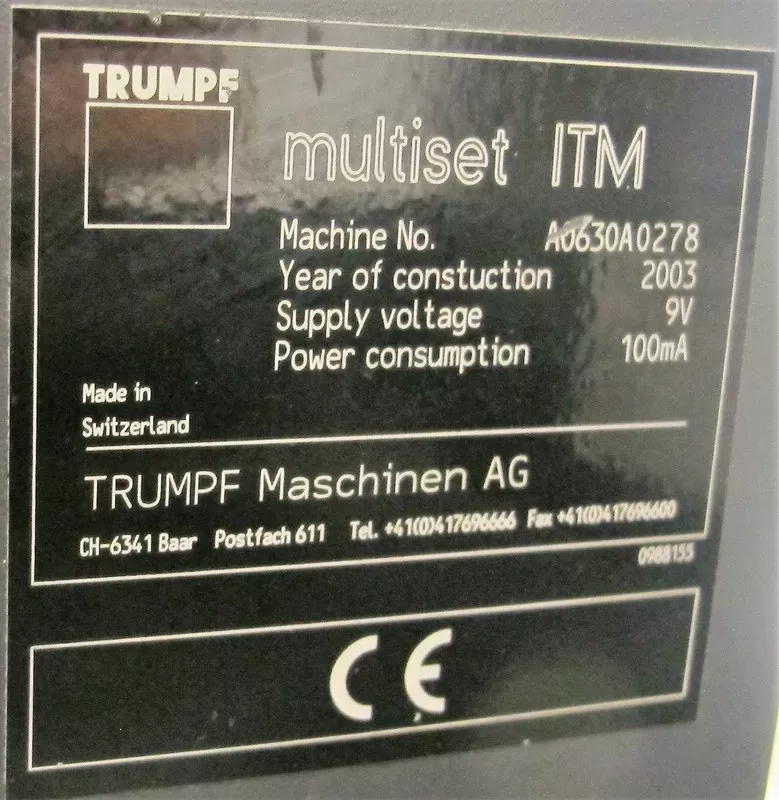 TRUMPF
multiset ITM
Machine No. A0630A0278
Year of constuction 2003
Supply voltage 9V
Power consumption 100mA
Made in
Switzerland
TRUMPF Maschinen AG
CH-6341 Baar Postfach 611 Tel. +41(0)417696666 Fax +41(0)417696600
0988155
CE